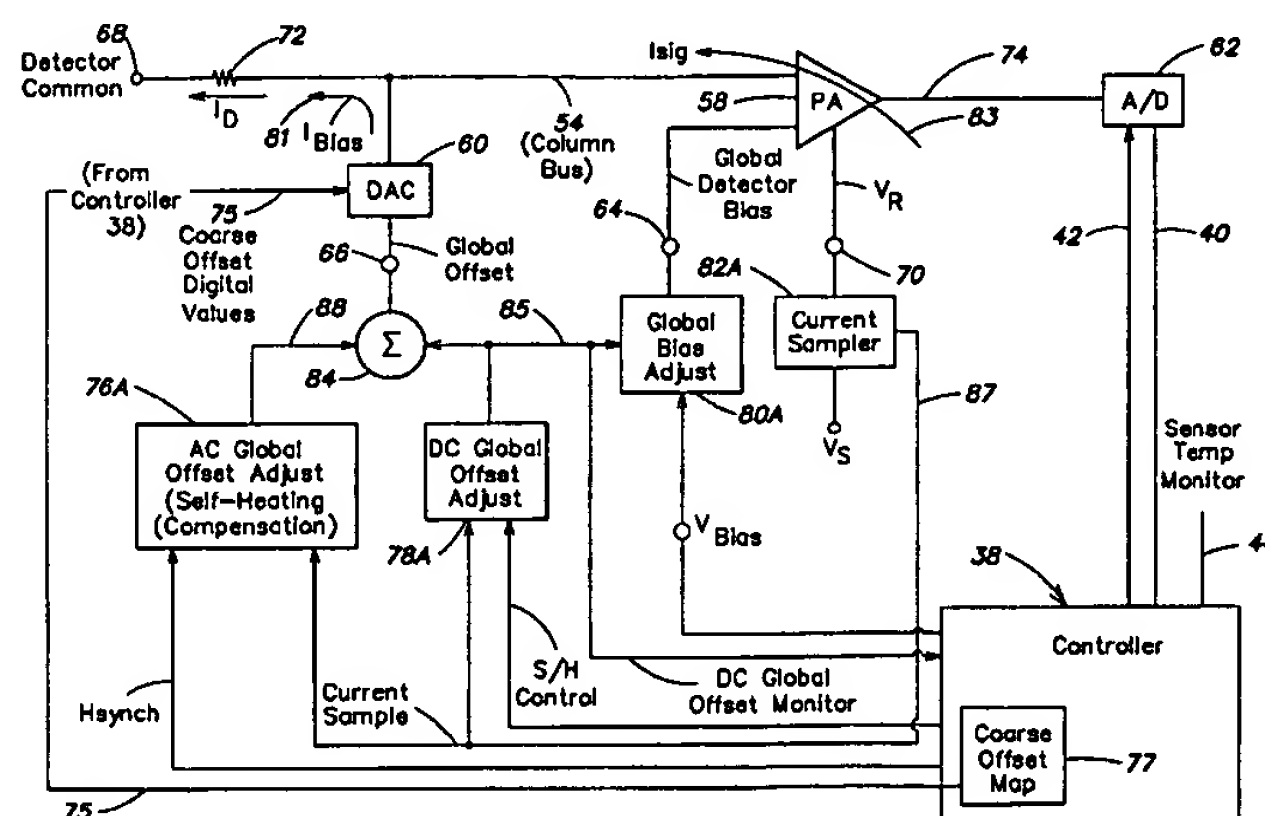 68
Detector
Common
72
I_D
81
I_Bias
Isig
58
PA
74
62
A/D
83
54
(Column
Bus)
60
DAC
(From
Controller
38)
75
Coarse
Offset
Digital
Values
66
Global
Offset
Global
Detector
Bias
V_R
64
70
42
40
82A
Current
Sampler
88
Σ
84
85
Global
Bias
Adjust
80A
87
V_S
76A
AC Global
Offset Adjust
(Self-Heating
(Compensation)
DC Global
Offset
Adjust
78A
V_Bias
Sensor
Temp
Monitor
38
Controller
Hsynch
Current
Sample
S/H
Control
DC Global
Offset Monitor
Coarse
Offset
Map
77
75